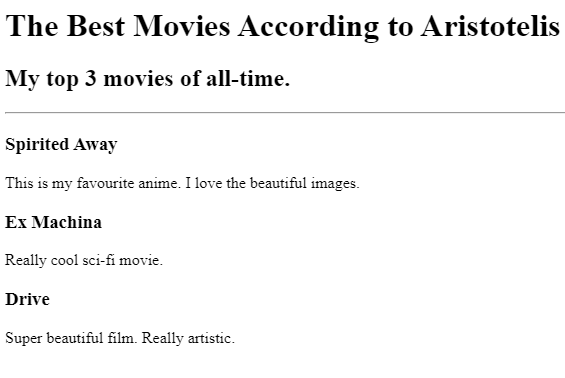 The Best Movies According to Aristotelis
My top 3 movies of all-time.
Spirited Away
This is my favourite anime. I love the beautiful images.
Ex Machina
Really cool sci-fi movie.
Drive
Super beautiful film. Really artistic.